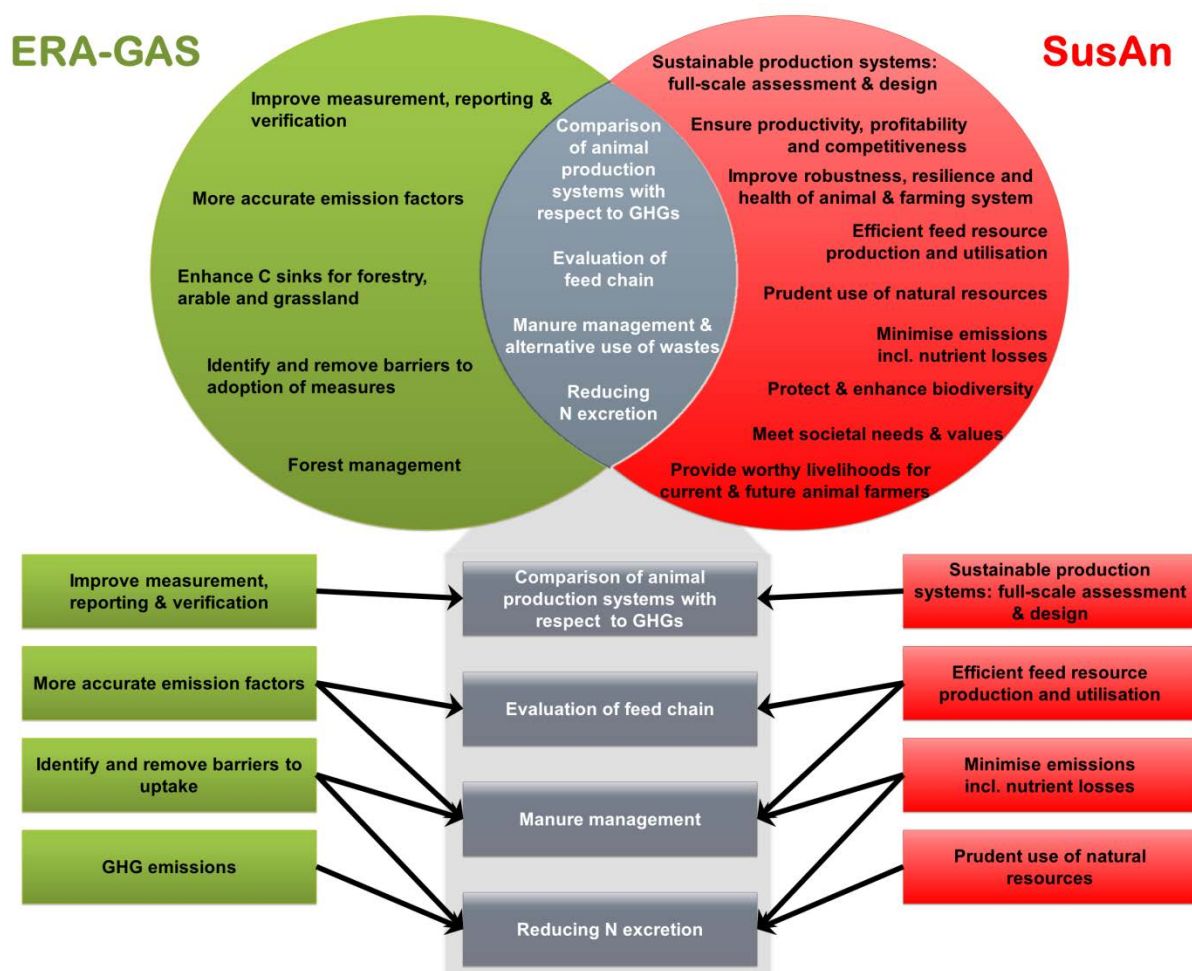 ERA-GAS
SusAn
Improve measurement, reporting &
verification
More accurate emission factors
Enhance C sinks for forestry,
arable and grassland
Identify and remove barriers to
adoption of measures
Forest management
Comparison
of animal
production
systems with
respect to GHGs
Evaluation of
feed chain
Manure management &
alternative use of wastes
Reducing
N excretion
Sustainable production systems:
full-scale assessment & design
Ensure productivity, profitability
and competitiveness
Improve robustness, resilience and
health of animal & farming system
Efficient feed resource
production and utilisation
Prudent use of natural resources
Minimise emissions
incl. nutrient losses
Protect & enhance biodiversity
Meet societal needs & values
Provide worthy livelihoods for
current & future animal farmers
Improve measurement,
reporting & verification
More accurate emission factors
Identify and remove barriers to
uptake
GHG emissions
Comparison of animal
production systems with
respect to GHGs
Evaluation of feed chain
Manure management
Reducing N excretion
Sustainable production
systems: full-scale assessment
& design
Efficient feed resource
production and utilisation
Minimise emissions
incl. nutrient losses
Prudent use of natural
resources